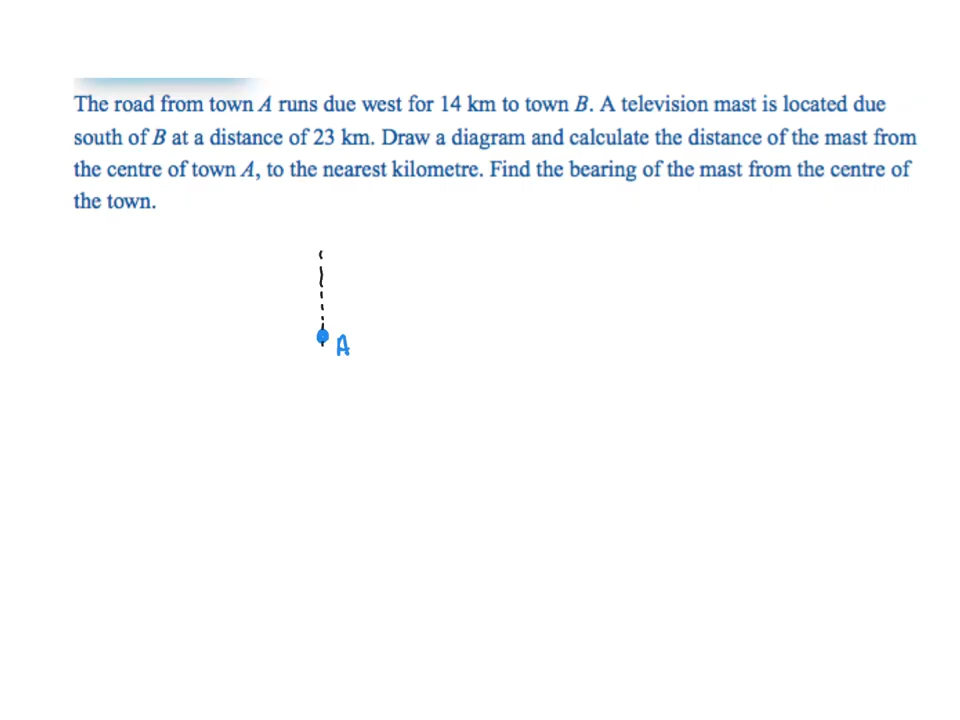 The road from town A runs due west for 14 km to town B. A television mast is located due
south of B at a distance of 23 km. Draw a diagram and calculate the distance of the mast from
the centre of town A, to the nearest kilometre. Find the bearing of the mast from the centre of
the town.
A